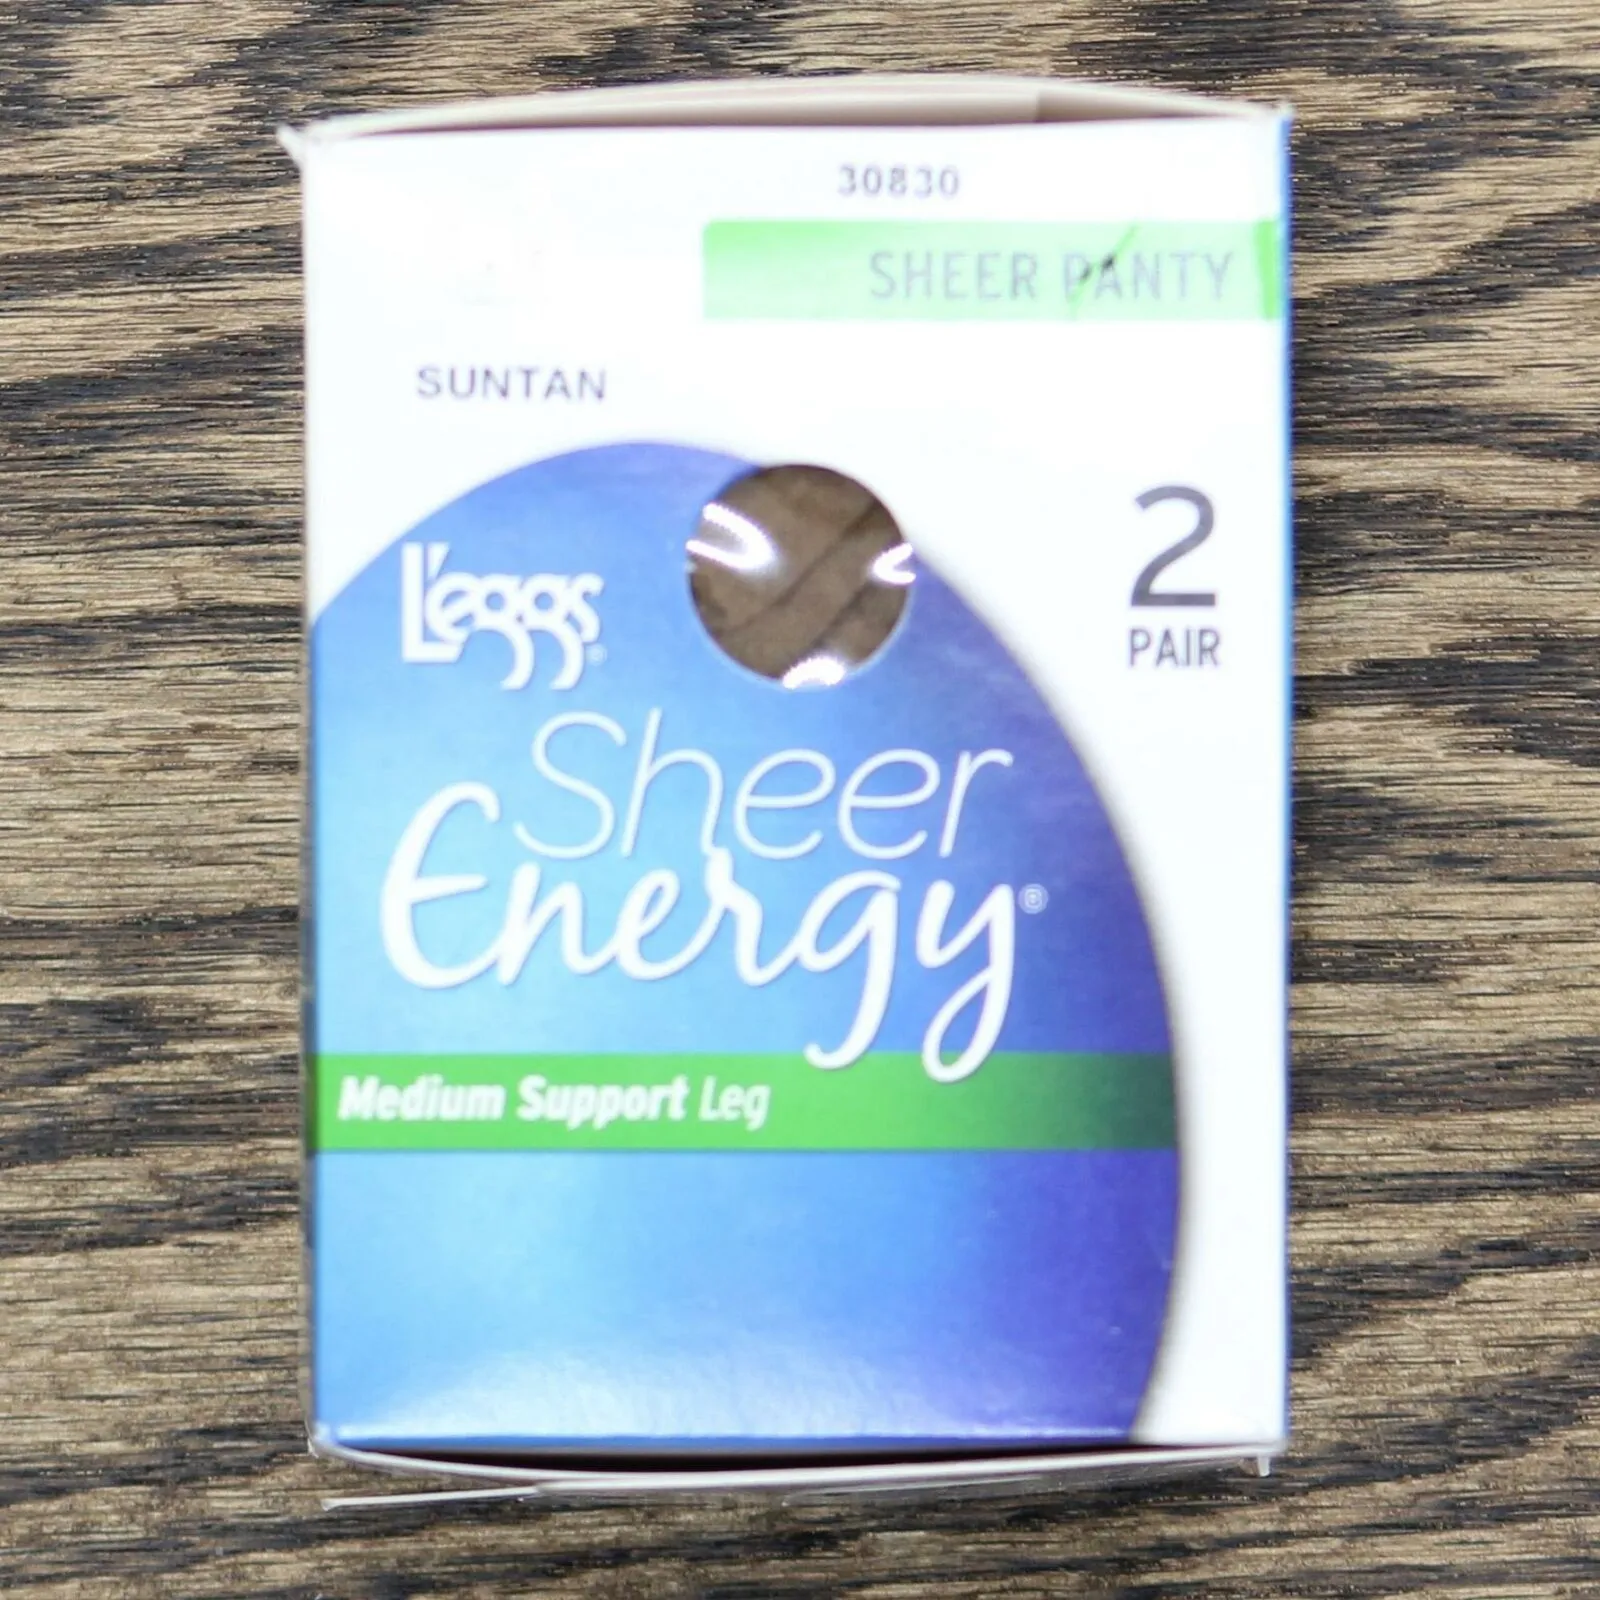 30830
SHEER PANTY
SUNTAN
2
PAIR
L'eggs®
Sheer
Energy®
Medium Support Leg